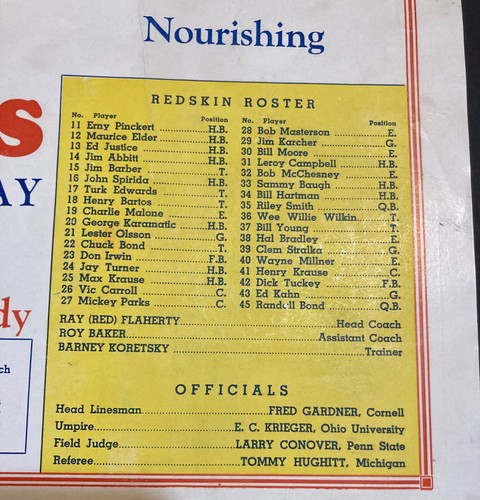 Nourishing
S
AY
dy
ch
REDSKIN ROSTER
No. Player Position
11 Erny Pinckert H.B.
12 Maurice Elder H.B.
13 Ed Justice H.B.
14 Jim Abbitt H.B.
15 Jim Barber T.
16 John Spirida H.B.
17 Turk Edwards T.
18 Henry Bartos T.
19 Charlie Malone E.
20 George Karamatic H.B.
21 Lester Olsson G.
22 Chuck Bond T.
23 Don Irwin F.B.
24 Jay Turner H.B.
25 Max Krause H.B.
26 Vic Carroll C.
27 Mickey Parks C.
No. Player Position
28 Bob Masterson E.
29 Jim Karcher G.
30 Bill Moore E.
31 Leroy Campbell H.B.
32 Bob McChesney E.
33 Sammy Baugh H.B.
34 Bill Hartman H.B.
35 Riley Smith Q.B.
36 Wee Willie Wilkin T.
37 Bill Young T.
38 Hal Bradley E.
39 Clem Stralka G.
40 Wayne Millner E.
41 Henry Krause C.
42 Dick Tuckey F.B.
43 Ed Kahn G.
45 Randall Bond Q.B.
RAY (RED) FLAHERTY Head Coach
ROY BAKER Assistant Coach
BARNEY KORETSKY Trainer
OFFICIALS
Head Linesman FRED GARDNER, Cornell
Umpire E. C. KRIEGER, Ohio University
Field Judge LARRY CONOVER, Penn State
Referee TOMMY HUGHITT, Michigan